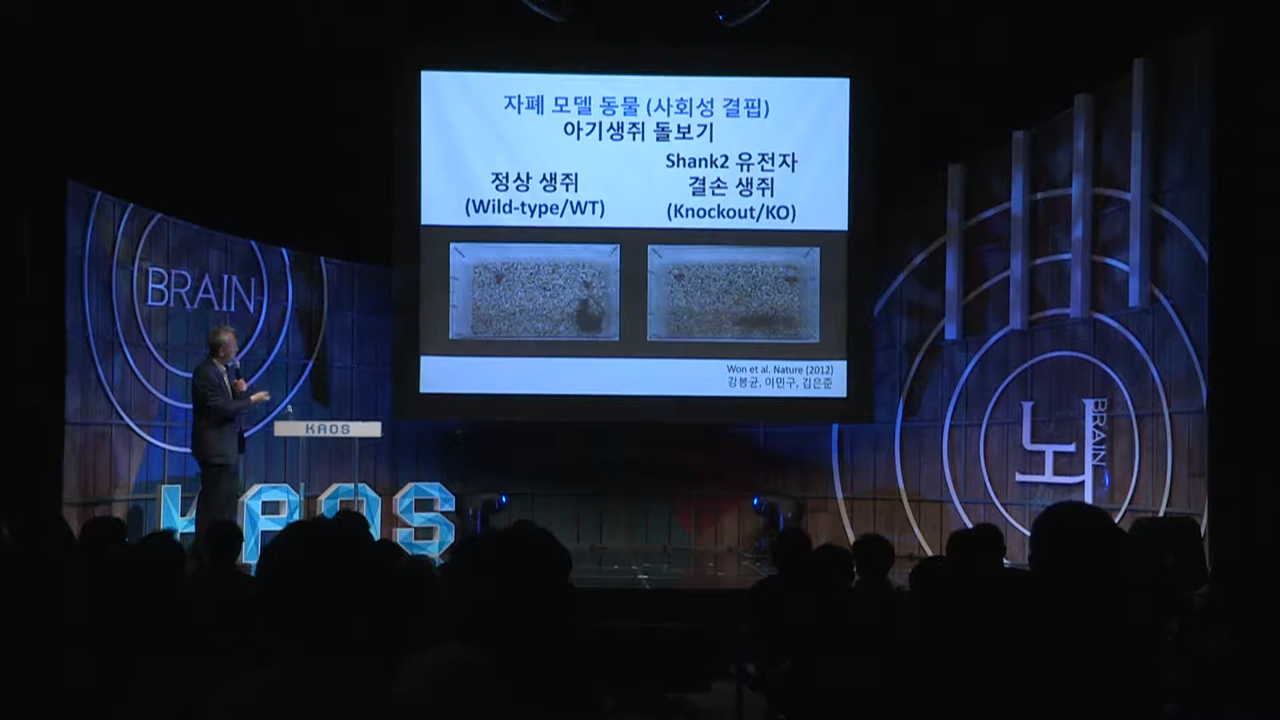 자폐 모델 동물 (사회성 결핍)
아기생쥐 돌보기
정상 생쥐
(Wild-type/WT)
Shank2 유전자
결손 생쥐
(Knockout/KO)
Won et al. Nature (2012)
강봉균, 이민구, 김은준
BRAIN
KAOS
KAOS
뇌
BRAIN